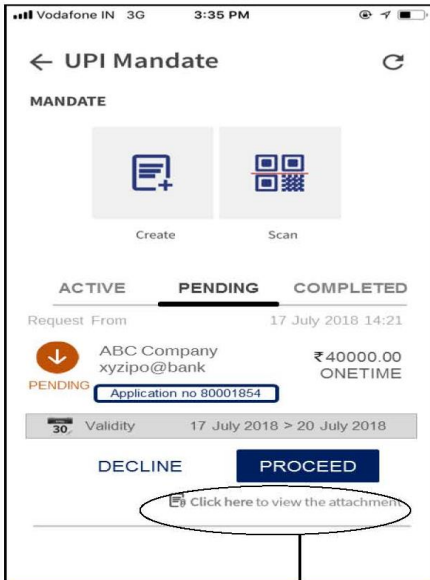 Vodafone IN 3G 3:35 PM
← UPI Mandate
MANDATE
Create Scan
ACTIVE PENDING COMPLETED
Request From 17 July 2018 14:21
ABC Company ₹40000.00
xyzipo@bank ONETIME
PENDING
Application no 80001854
30 Validity 17 July 2018 > 20 July 2018
DECLINE PROCEED
Click here to view the attachment